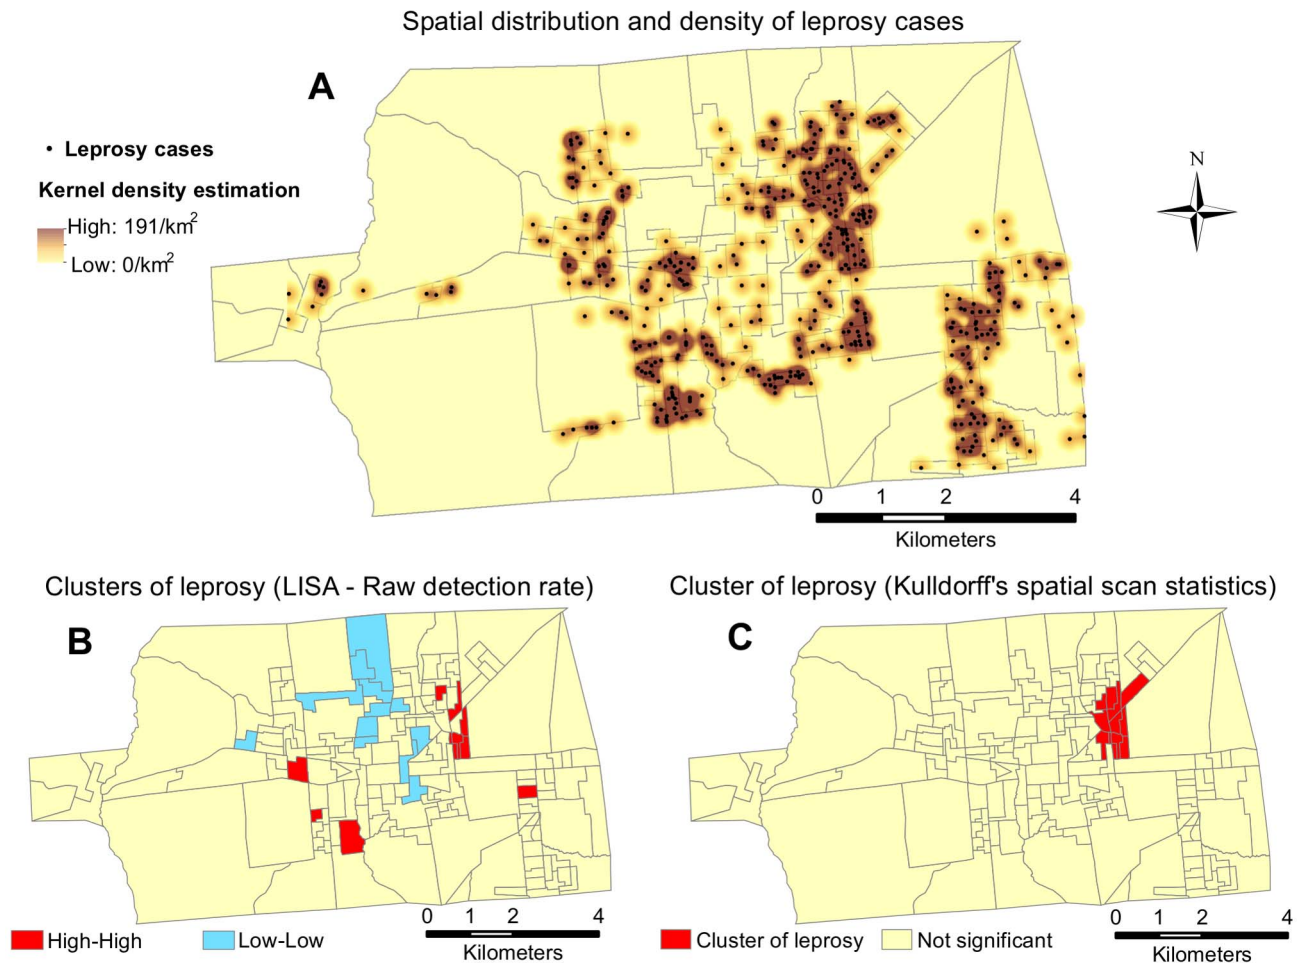 Spatial distribution and density of leprosy cases
A
Leprosy cases
Kernel density estimation
High: 191/km²
Low: 0/km²
N
0 1 2 4
Kilometers
Clusters of leprosy (LISA - Raw detection rate)
B
High-High
Low-Low
0 1 2 4
Kilometers
Cluster of leprosy (Kulldorff's spatial scan statistics)
C
Cluster of leprosy
Not significant
0 1 2 4
Kilometers